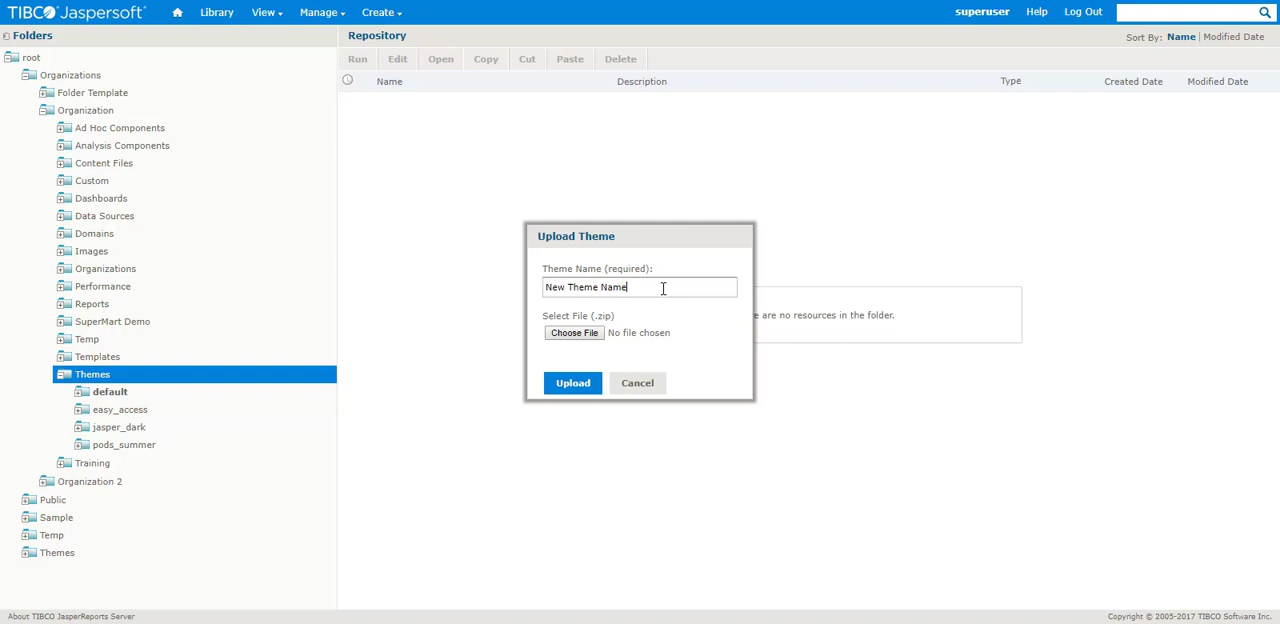 TIBCO Jaspersoft® Library View Manage Create superuser Help Log Out
Folders
Repository
Sort By: Name | Modified Date
root
Organizations
Folder Template
Organization
Ad Hoc Components
Analysis Components
Content Files
Custom
Dashboards
Data Sources
Domains
Images
Organizations
Performance
Reports
SuperMart Demo
Temp
Templates
Themes
default
easy_access
jasper_dark
pods_summer
Training
Organization 2
Public
Sample
Temp
Themes
Run Edit Open Copy Cut Paste Delete
Name Description Type Created Date Modified Date
Upload Theme
Theme Name (required):
New Theme Name
Select File (.zip)
Choose File No file chosen
Upload Cancel
e are no resources in the folder.
About TIBCO JasperReports Server
Copyright © 2005-2017 TIBCO Software Inc.